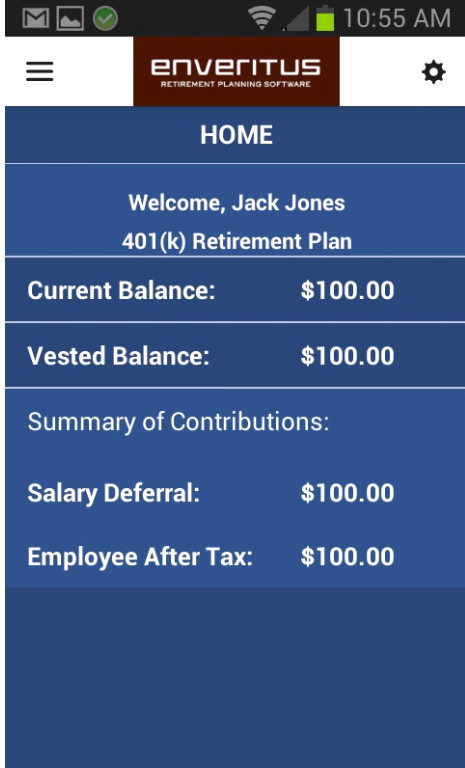 10:55 AM
enveritus
RETIREMENT PLANNING SOFTWARE
HOME
Welcome, Jack Jones
401(k) Retirement Plan
Current Balance: $100.00
Vested Balance: $100.00
Summary of Contributions:
Salary Deferral: $100.00
Employee After Tax: $100.00